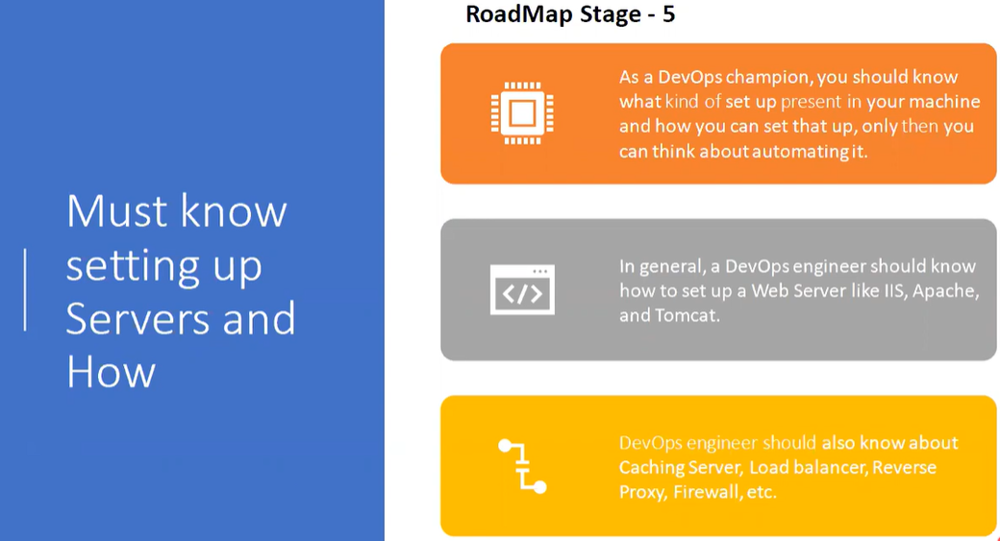 RoadMap Stage - 5
Must know
setting up
Servers and
How
As a DevOps champion, you should know
what kind of set up present in your machine
and how you can set that up, only then you
can think about automating it.
</>
In general, a DevOps engineer should know
how to set up a Web Server like IIS, Apache,
and Tomcat.
DevOps engineer should also know about
Caching Server, Load balancer, Reverse
Proxy, Firewall, etc.